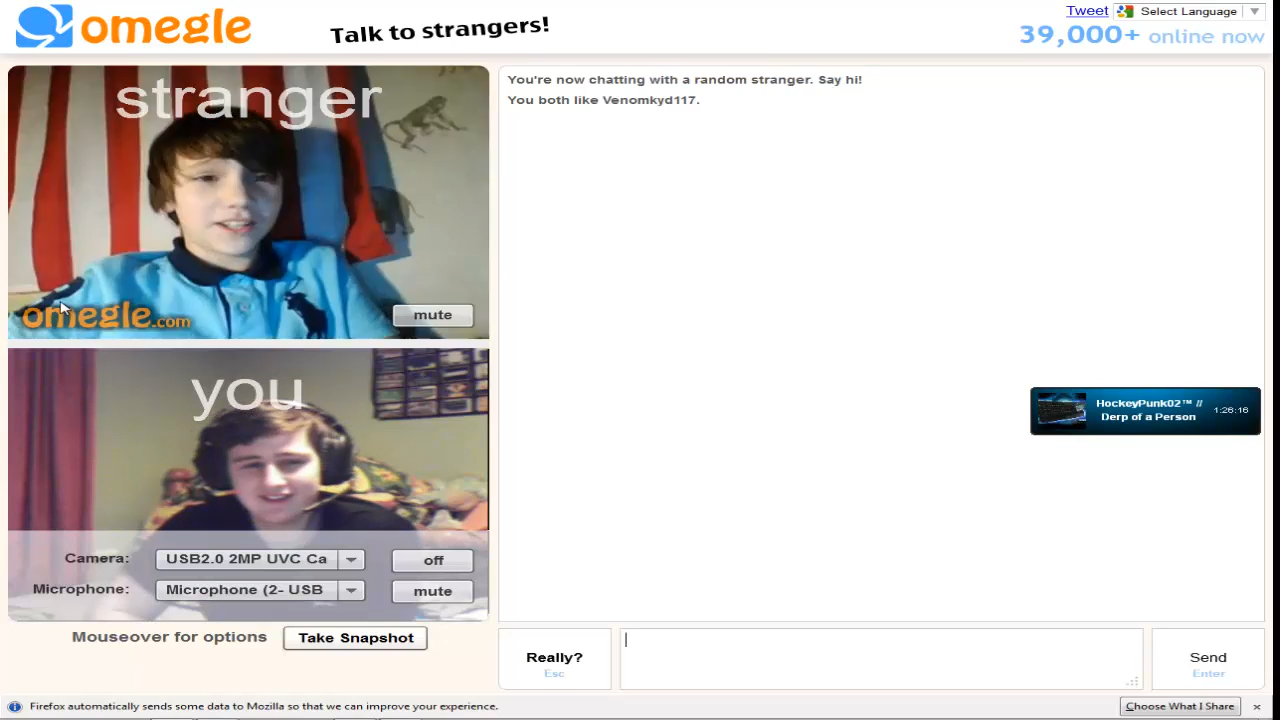 omegle
Talk to strangers!
Tweet
Select Language
39,000+ online now
stranger
omegle.com
mute
You're now chatting with a random stranger. Say hi!
You both like Venomkyd117.
you
HockeyPunk02™ //
Derp of a Person
1:26:16
Camera:
USB2.0 2MP UVC Ca
off
Microphone:
Microphone (2- USB
mute
Mouseover for options
Take Snapshot
Really?
Esc
Send
Enter
Firefox automatically sends some data to Mozilla so that we can improve your experience.
Choose What I Share